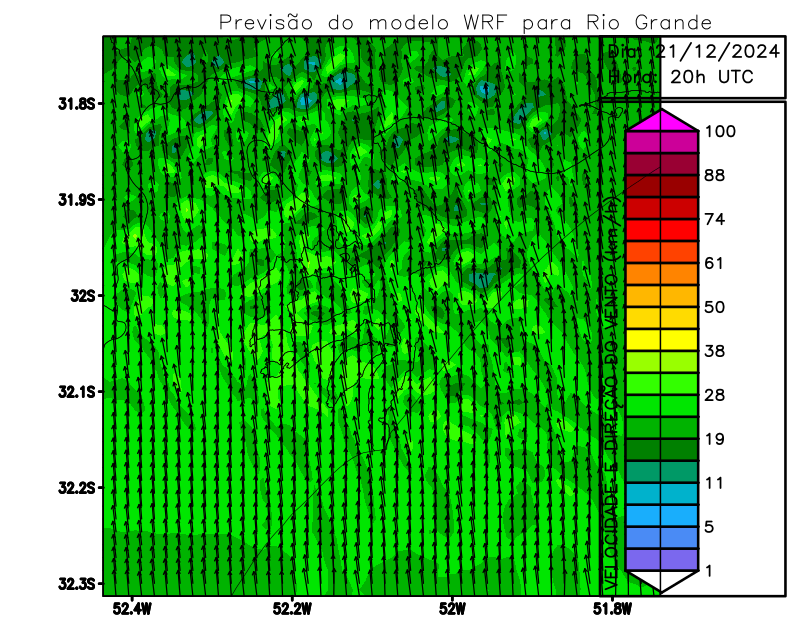 Previsão do modelo WRF para Rio Grande
Dia: 21/12/2024
Hora: 20h UTC
31.8S
31.9S
32S
32.1S
32.2S
32.3S
52.4W
52.2W
52W
51.8W
VELOCIDADE E DIREÇÃO DO VENTO (km/h)
100
88
74
61
50
38
28
19
11
5
1